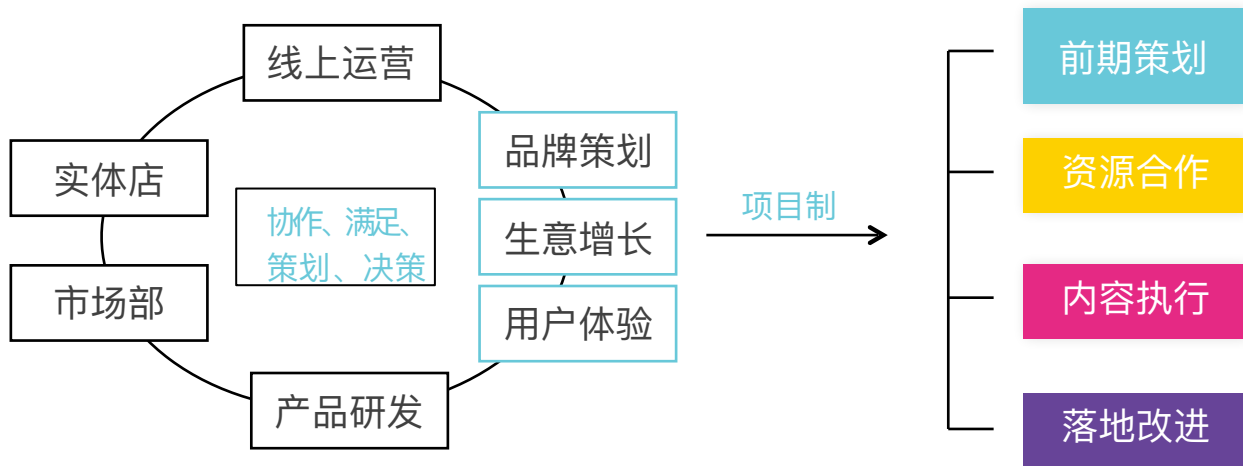 线上运营
实体店
市场部
产品研发
协作、满足、
策划、决策
品牌策划
生意增长
用户体验
项目制
前期策划
资源合作
内容执行
落地改进